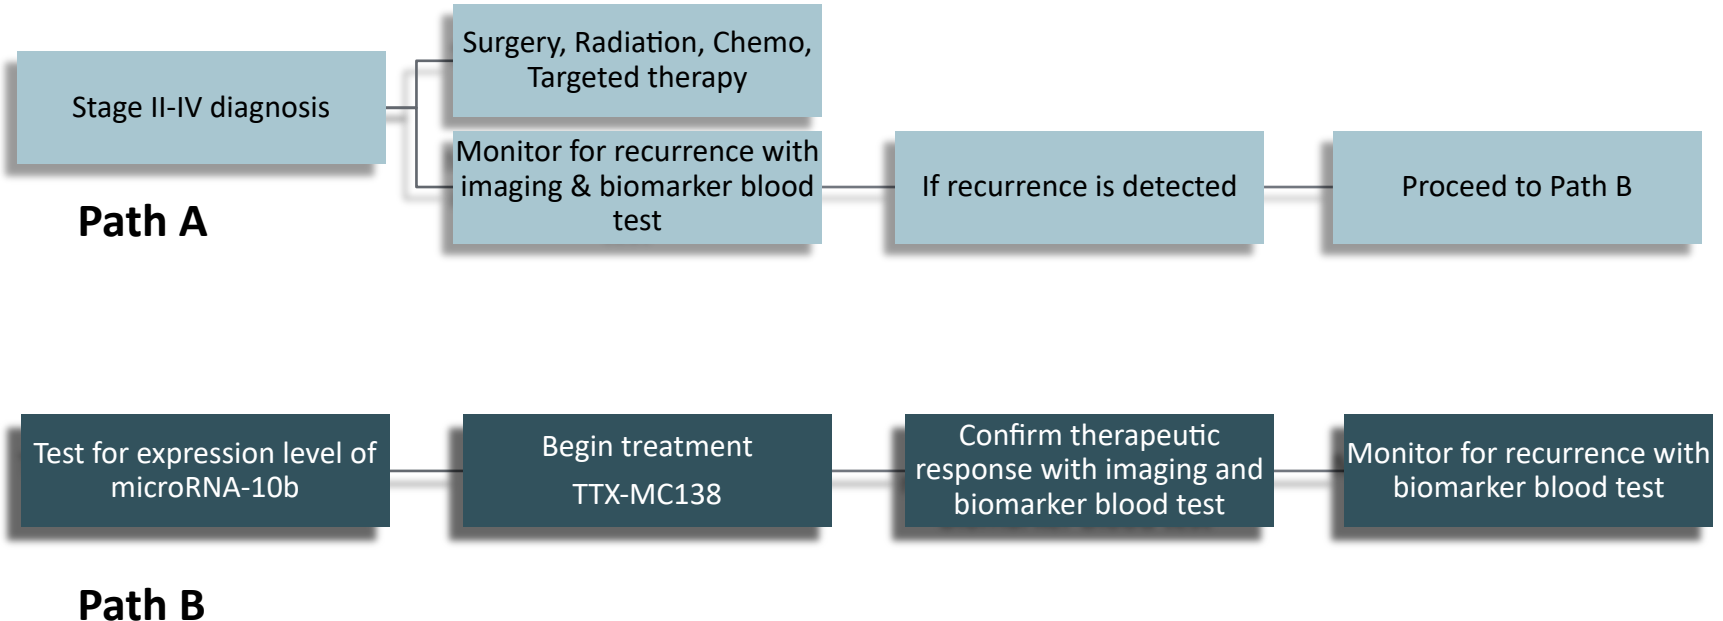 Surgery, Radiation, Chemo,
Targeted therapy
Stage II-IV diagnosis
Monitor for recurrence with
imaging & biomarker blood
test
If recurrence is detected
Proceed to Path B
Path A
Test for expression level of
microRNA-10b
Begin treatment
TTX-MC138
Confirm therapeutic
response with imaging and
biomarker blood test
Monitor for recurrence with
biomarker blood test
Path B